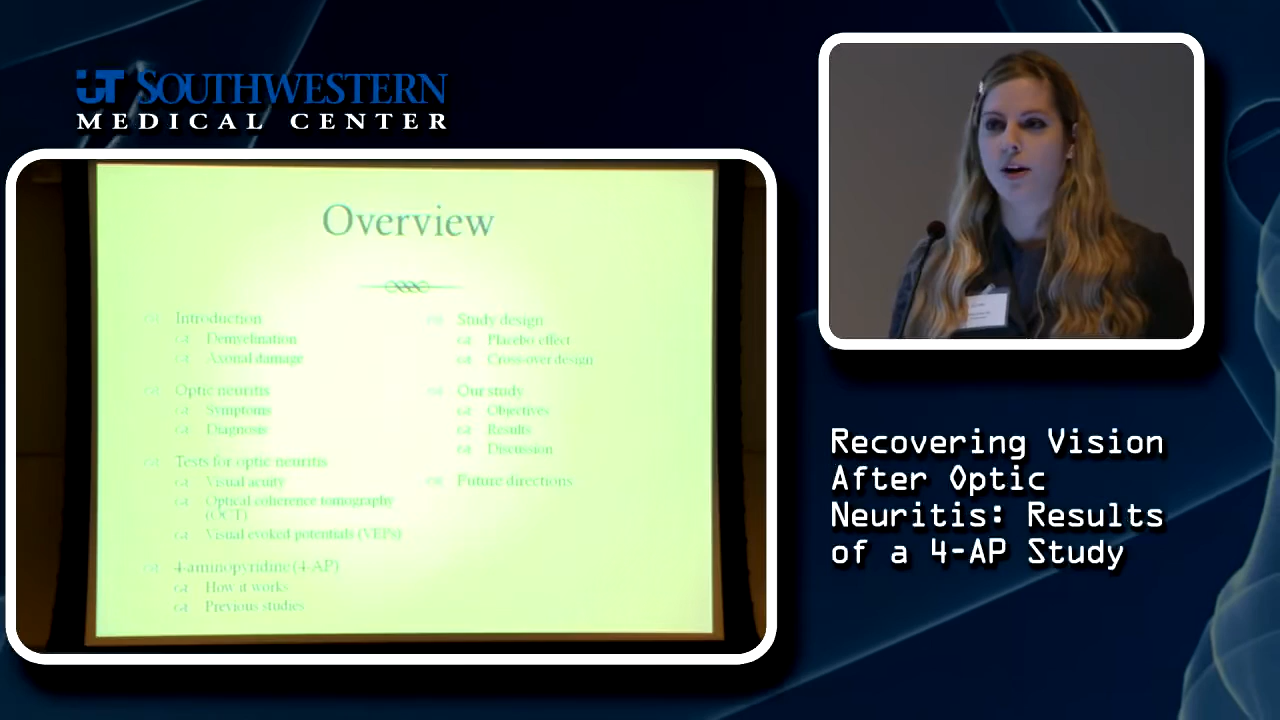 UT SOUTHWESTERN
MEDICAL CENTER
Overview
Introduction
Demyelination
Axonal damage
Optic neuritis
Symptoms
Diagnosis
Tests for optic neuritis
Visual acuity
Optical coherence tomography
(OCT)
Visual evoked potentials (VEPs)
4-aminopyridine (4-AP)
How it works
Previous studies
Study design
Placebo effect
Cross-over design
Our study
Objectives
Results
Discussion
Future directions
Recovering Vision
After Optic
Neuritis: Results
of a 4-AP Study